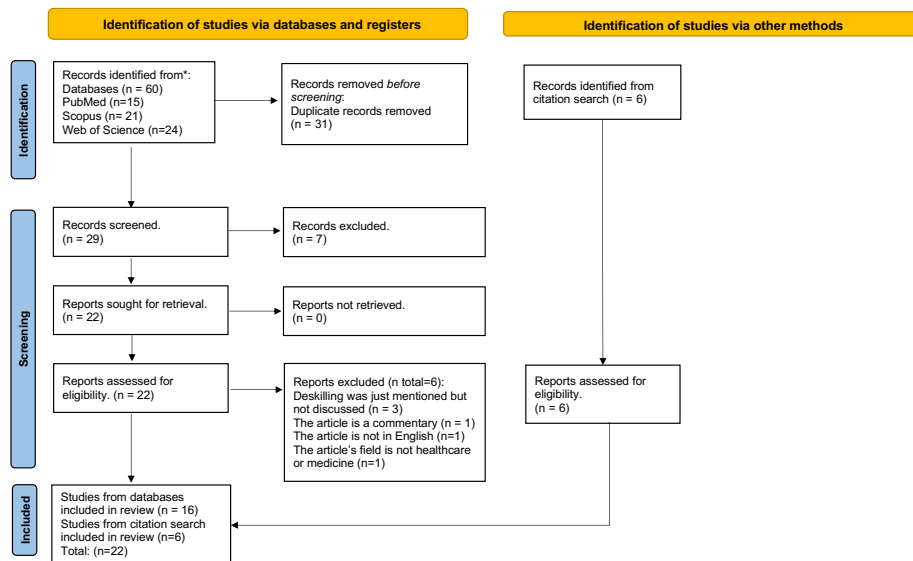 Identification of studies via databases and registers
Identification of studies via other methods
Identification
Records identified from*:
Databases (n = 60)
PubMed (n=15)
Scopus (n= 21)
Web of Science (n=24)
Records removed before
screening:
Duplicate records removed
(n = 31)
Records identified from
citation search (n = 6)
Screening
Records screened.
(n = 29)
Records excluded.
(n = 7)
Reports sought for retrieval.
(n = 22)
Reports not retrieved.
(n = 0)
Reports assessed for
eligibility. (n = 22)
Reports excluded (n total=6):
Deskilling was just mentioned but
not discussed (n = 3)
The article is a commentary (n = 1)
The article is not in English (n=1)
The article's field is not healthcare
or medicine (n=1)
Reports assessed for
eligibility.
(n = 6)
Included
Studies from databases
included in review (n = 16)
Studies from citation search
included in review (n=6)
Total: (n=22)